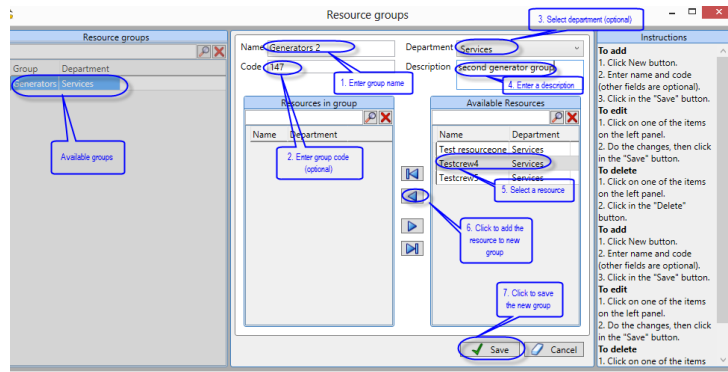 Resource groups
3. Select department (optional)
Resource groups
Group Department
Generators Services
Available groups
Name Generators 2
Department Services
Code 147
Description second generator group
1. Enter group name
4. Enter a description
Resources in group
Name Department
2. Enter group code
(optional)
Available Resources
Name Department
Test resourceone Services
Testcrew4 Services
Testcrew5 Services
5. Select a resource
6. Click to add the
resource to new
group
7. Click to save
the new group
Save
Cancel
Instructions
To add
1. Click New button.
2. Enter name and code
(other fields are optional).
3. Click in the "Save" button.
To edit
1. Click on one of the items
on the left panel.
2. Do the changes, then click
in the "Save" button.
To delete
1. Click on one of the items
on the left panel.
2. Click in the "Delete"
button.
To add
1. Click New button.
2. Enter name and code
(other fields are optional).
3. Click in the "Save" button.
To edit
1. Click on one of the items
on the left panel.
2. Do the changes, then click
in the "Save" button.
To delete
1. Click on one of the items